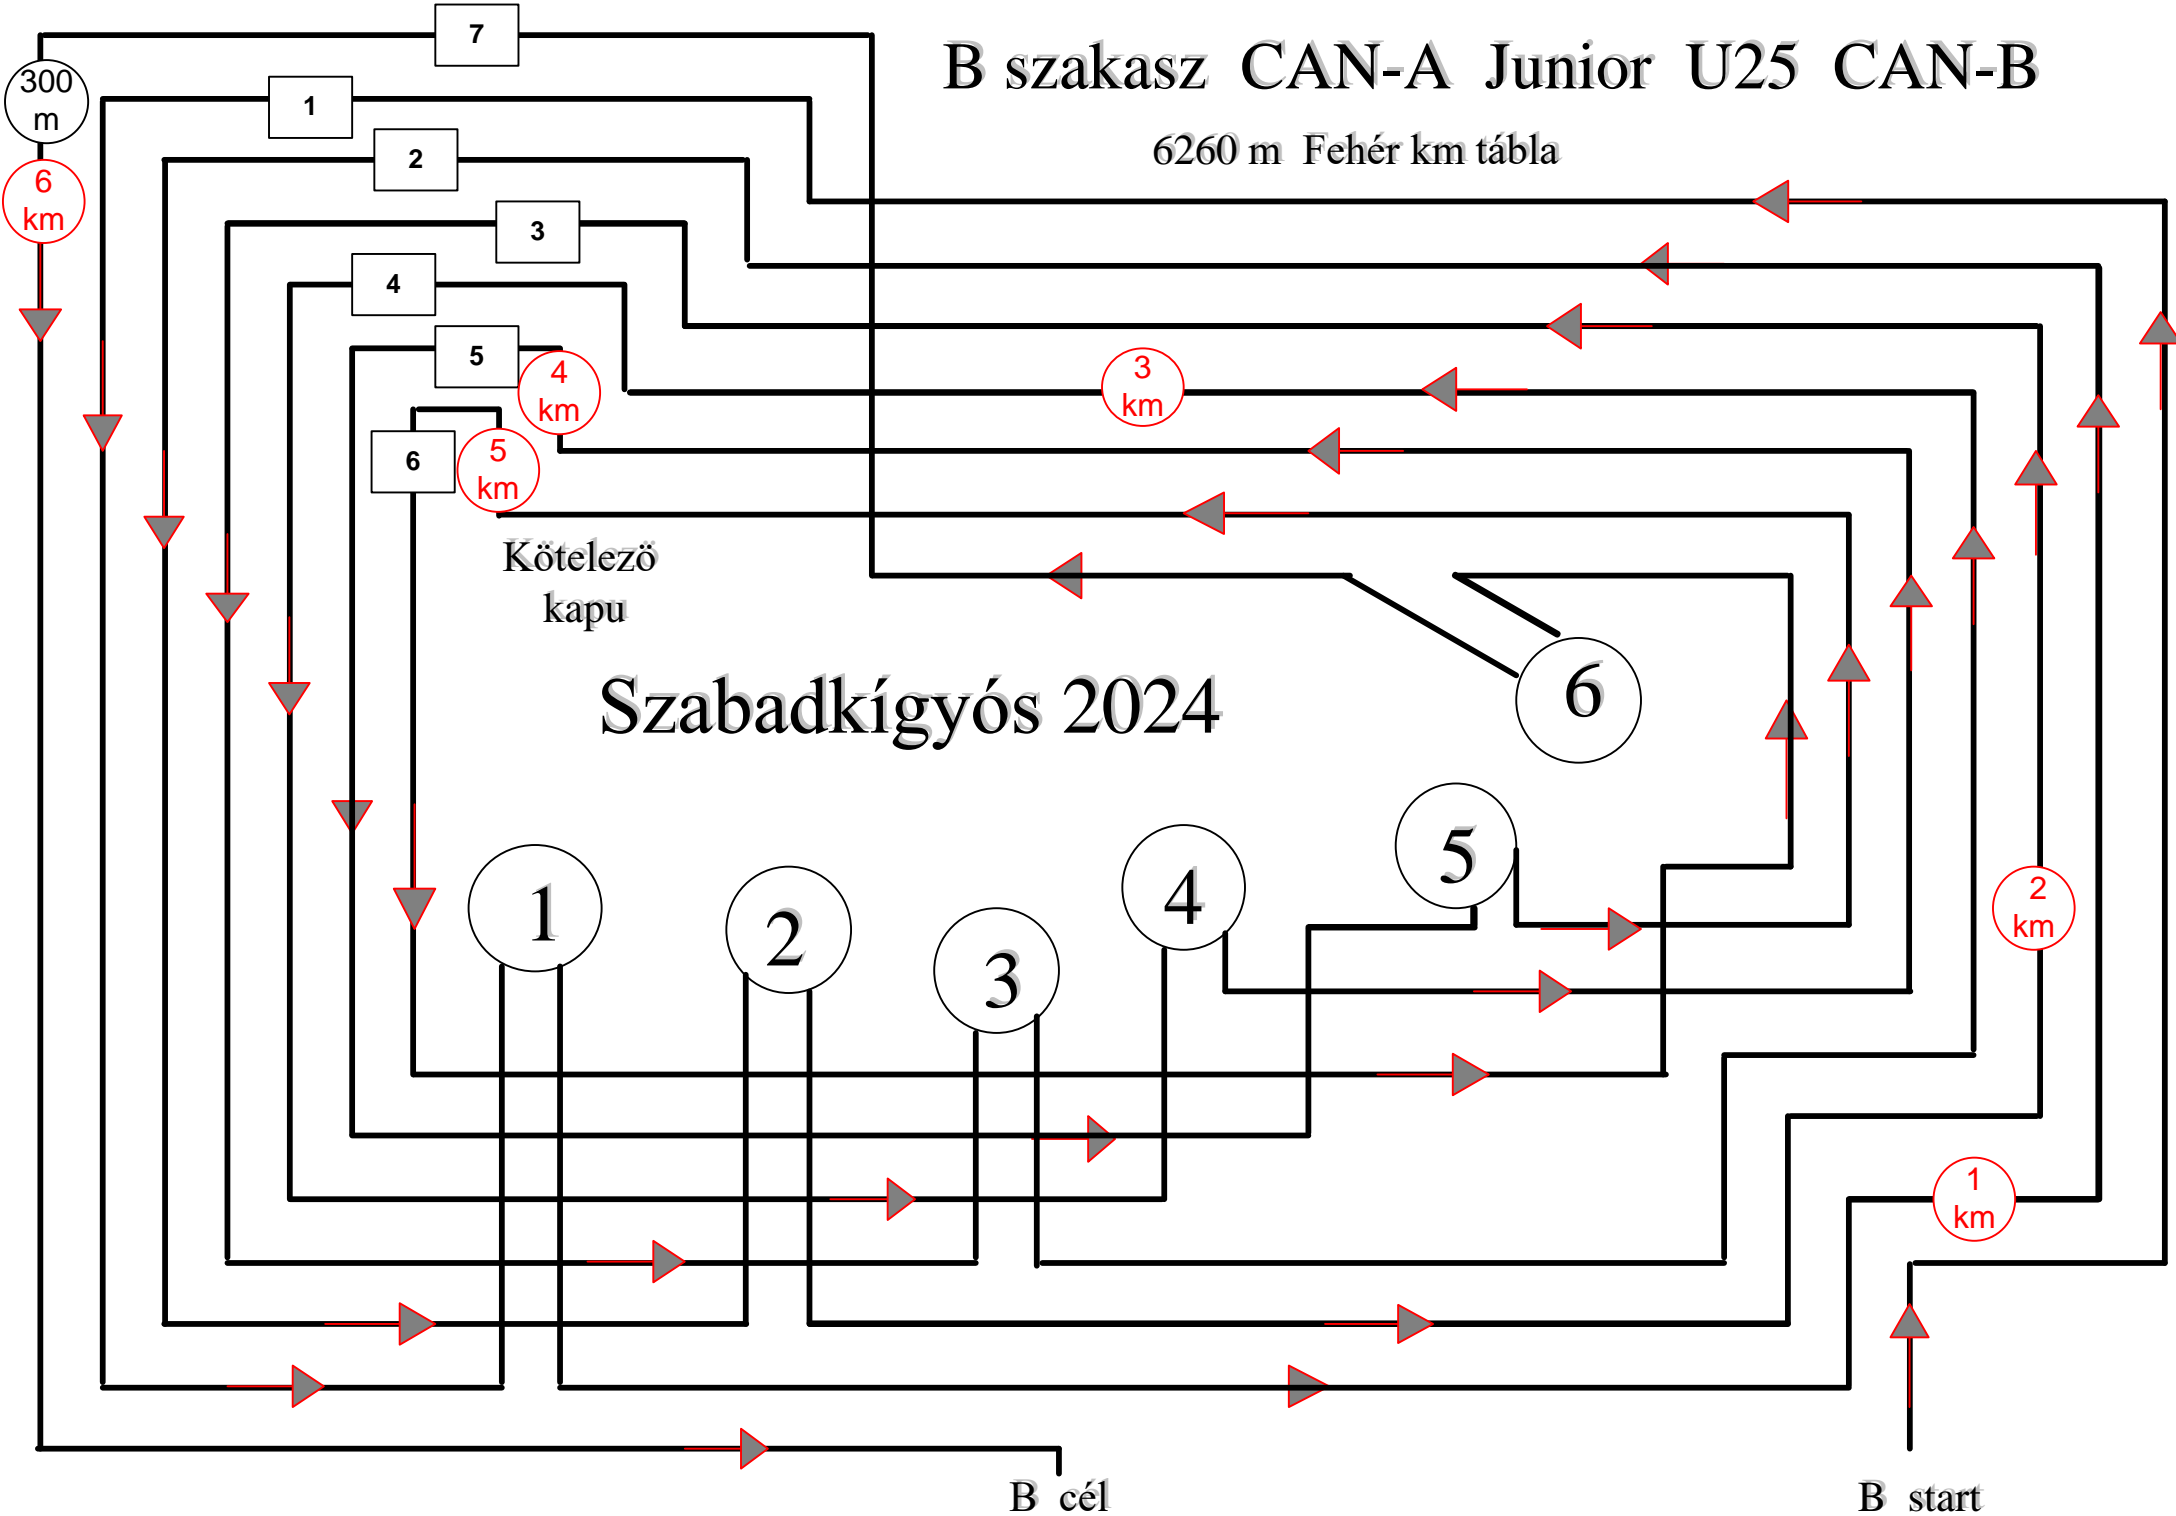 7
B szakasz CAN-A Junior U25 CAN-B
300
m
1
2
6260 m Fehér km tábla
6
km
3
4
5
4
km
3
km
6
5
km
Kötelezö
kapu
Szabadkígyós 2024
6
5
4
1
2
3
2
km
1
km
B cél
B start